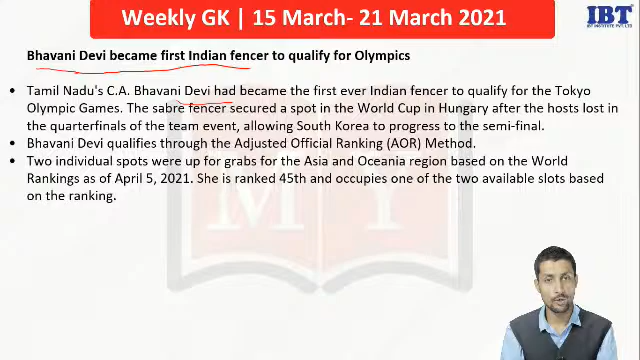 Weekly GK | 15 March- 21 March 2021
IBT
IBT INSTITUTE PVT. LTD.
Bhavani Devi became first Indian fencer to qualify for Olympics
• Tamil Nadu's C.A. Bhavani Devi had became the first ever Indian fencer to qualify for the Tokyo
Olympic Games. The sabre fencer secured a spot in the World Cup in Hungary after the hosts lost in
the quarterfinals of the team event, allowing South Korea to progress to the semi-final.
• Bhavani Devi qualifies through the Adjusted Official Ranking (AOR) Method.
• Two individual spots were up for grabs for the Asia and Oceania region based on the World
Rankings as of April 5, 2021. She is ranked 45th and occupies one of the two available slots based
on the ranking.
MY